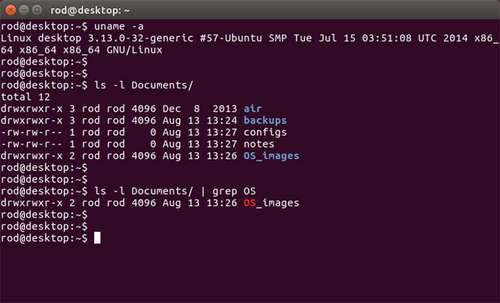 rod@desktop: ~
rod@desktop:~$ uname -a
Linux desktop 3.13.0-32-generic #57-Ubuntu SMP Tue Jul 15 03:51:08 UTC 2014 x86_
64 x86_64 x86_64 GNU/Linux
rod@desktop:~$
rod@desktop:~$
rod@desktop:~$ ls -l Documents/
total 12
drwxrwxr-x 3 rod rod 4096 Dec  8  2013 air
drwxrwxr-x 3 rod rod 4096 Aug 13 13:24 backups
-rw-rw-r-- 1 rod rod    0 Aug 13 13:27 configs
-rw-rw-r-- 1 rod rod    0 Aug 13 13:27 notes
drwxrwxr-x 2 rod rod 4096 Aug 13 13:26 OS_images
rod@desktop:~$
rod@desktop:~$
rod@desktop:~$ ls -l Documents/ | grep OS
drwxrwxr-x 2 rod rod 4096 Aug 13 13:26 OS_images
rod@desktop:~$
rod@desktop:~$
rod@desktop:~$